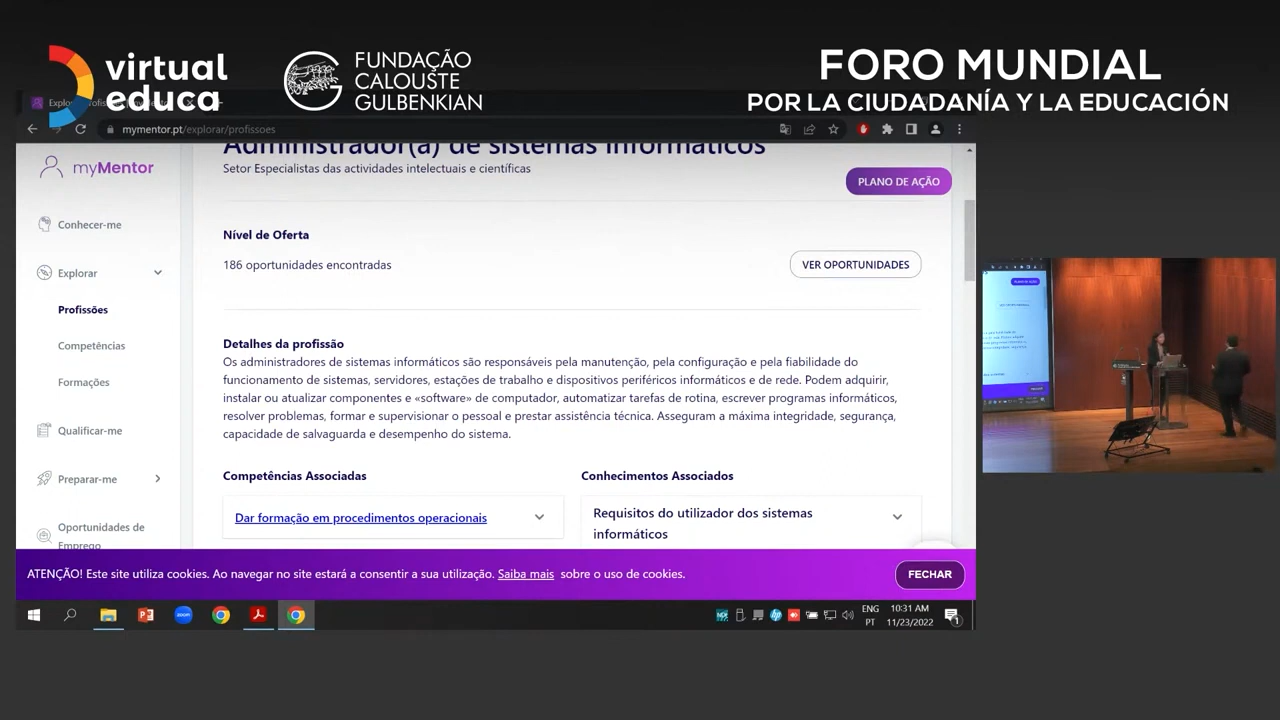 virtual
educa
FUNDAÇÃO
CALOUSTE
GULBENKIAN
FORO MUNDIAL
POR LA CIUDADANÍA Y LA EDUCACIÓN
mymentor.pt/explorar/profissoes
myMentor
Conhecer-me
Explorar
Profissões
Competências
Formações
Qualificar-me
Preparar-me
Oportunidades de
Emprego
Administrador(a) de sistemas informáticos
Setor Especialistas das actividades intelectuais e científicas
PLANO DE AÇÃO
Nível de Oferta
186 oportunidades encontradas
VER OPORTUNIDADES
Detalhes da profissão
Os administradores de sistemas informáticos são responsáveis pela manutenção, pela configuração e pela fiabilidade do
funcionamento de sistemas, servidores, estações de trabalho e dispositivos periféricos informáticos e de rede. Podem adquirir,
instalar ou atualizar componentes e «software» de computador, automatizar tarefas de rotina, escrever programas informáticos,
resolver problemas, formar e supervisionar o pessoal e prestar assistência técnica. Asseguram a máxima integridade, segurança,
capacidade de salvaguarda e desempenho do sistema.
Competências Associadas
Dar formação em procedimentos operacionais
Conhecimentos Associados
Requisitos do utilizador dos sistemas
informáticos
ATENÇÃO! Este site utiliza cookies. Ao navegar no site estará a consentir a sua utilização. Saiba mais sobre o uso de cookies.
FECHAR
zoom
ENG
PT
10:31 AM
11/23/2022
1